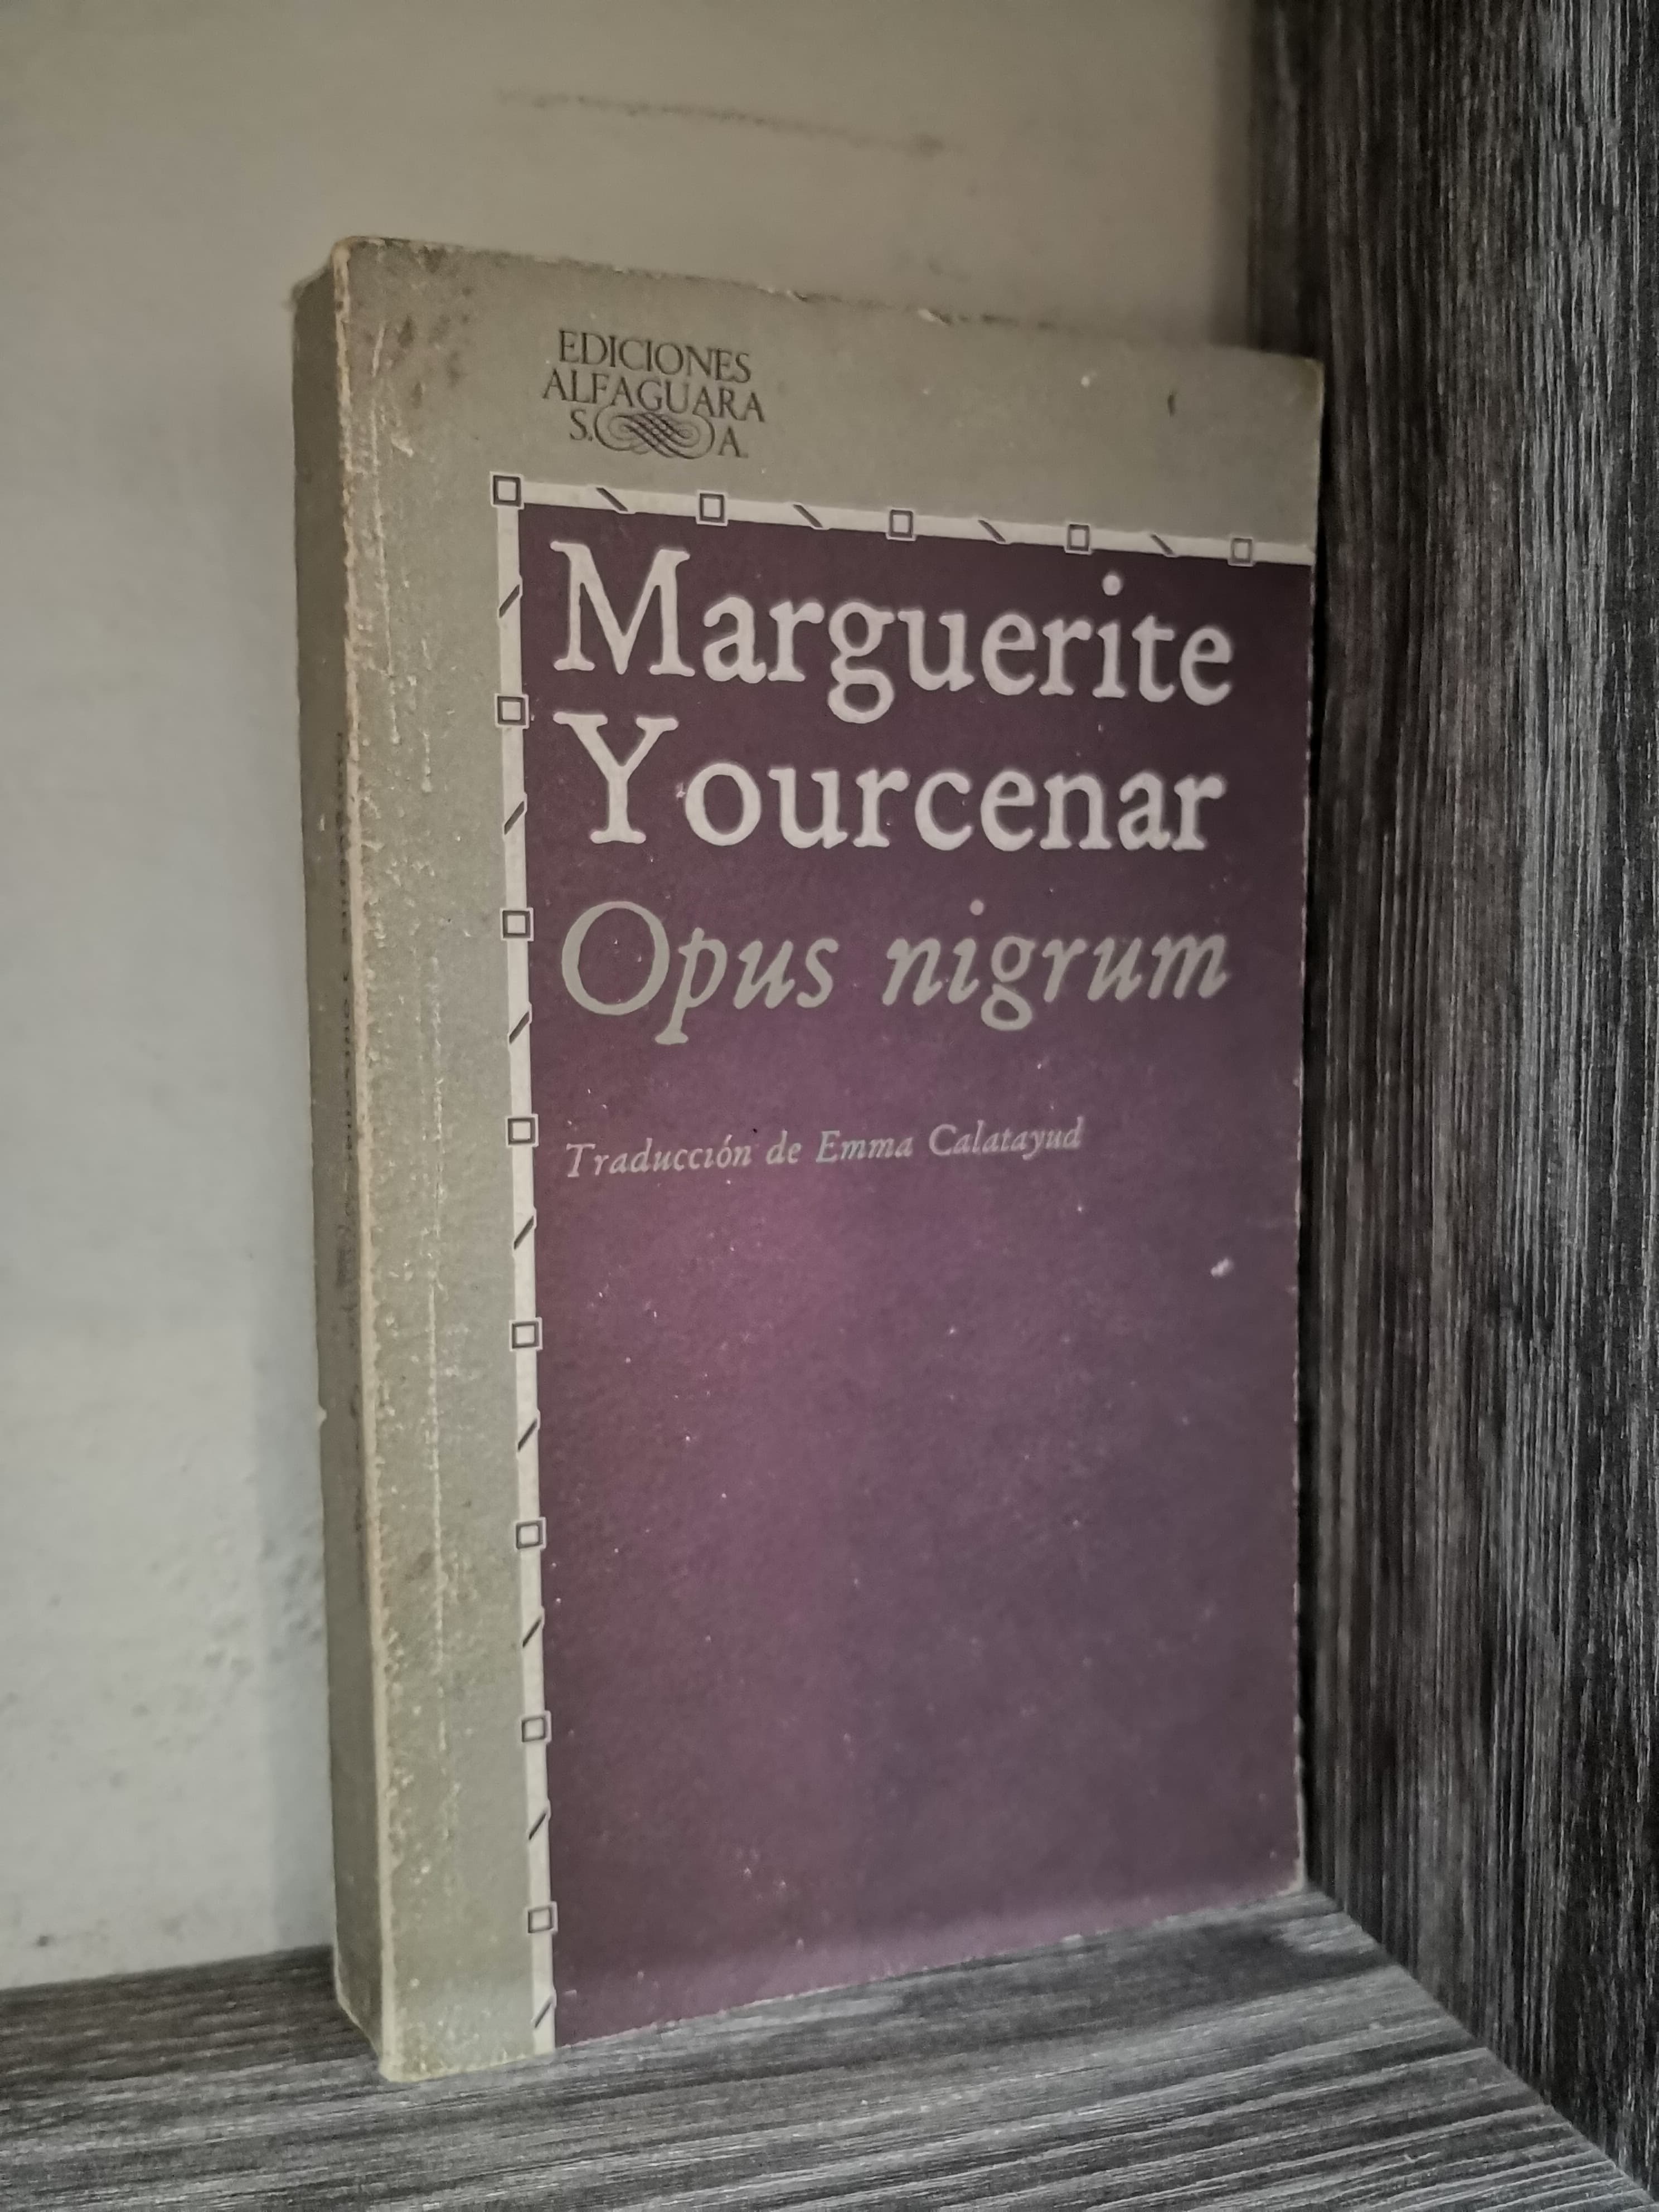 EDICIONES
ALFAGUARA
S. A.
Marguerite
Yourcenar
Opus nigrum
Traducción de Emma Calatayud